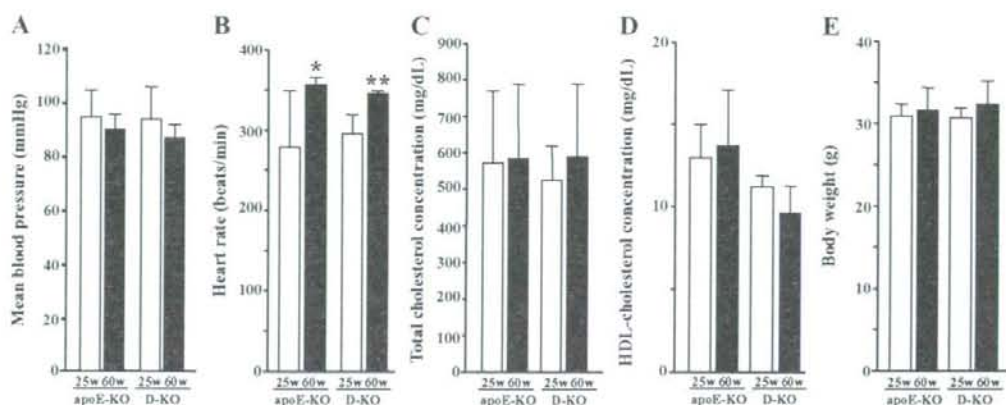 A
Mean blood pressure (mmHg)
120
100
80
60
40
20
0
25w 60w 25w 60w
apoE-KO D-KO
B
Heart rate (beats/min)
400
300
200
100
0
*
**
25w 60w 25w 60w
apoE-KO D-KO
C
Total cholesterol concentration (mg/dL)
900
800
700
600
500
400
300
200
100
0
25w 60w 25w 60w
apoE-KO D-KO
D
HDL-cholesterol concentration (mg/dL)
20
10
0
25w 60w 25w 60w
apoE-KO D-KO
E
Body weight (g)
40
30
20
10
0
25w 60w 25w 60w
apoE-KO D-KO